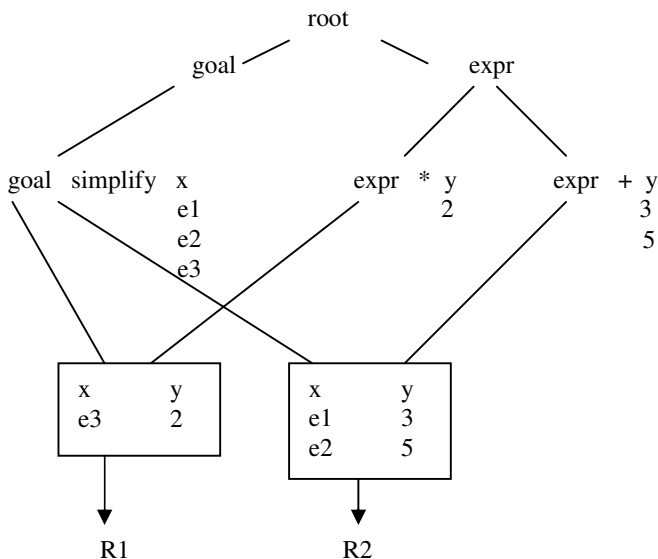 root
goal expr
goal simplify x expr * y expr + y
e1 2 3
e2 5
e3
x y x y
e3 2 e1 3
e2 5
R1 R2